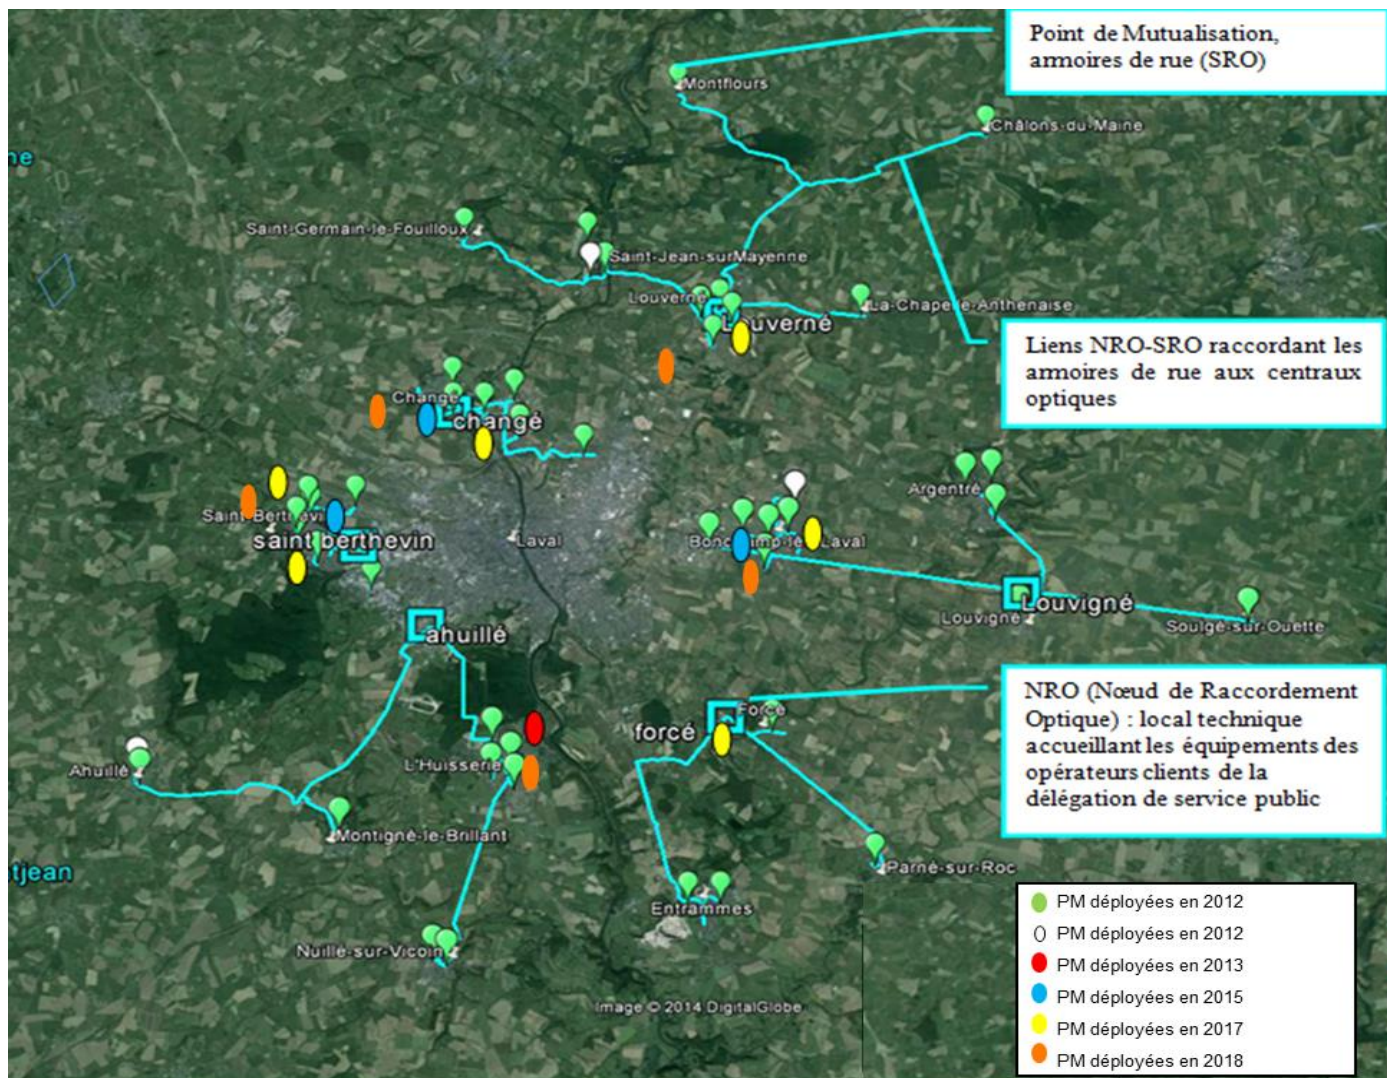 Point de Mutualisation,
armoires de rue (SRO)
Montflours
Châlons-du-Maine
ne
Saint-Germain-le-Fouilloux
Saint-Jean-surMayenne
Louverné
La-Chapelle-Anthenaise
Louverné
Liens NRO-SRO raccordant les
armoires de rue aux centraux
optiques
Changé
changé
Argentré
Saint-Berthevin
saint-berthevin
Laval
Laval
Louvigné
Louvigné
Soulgé-sur-Ouette
ahuillé
NRO (Nœud de Raccordement
Optique) : local technique
accueillant les équipements des
opérateurs clients de la
délégation de service public
Forcé
forcé
L'Huisserie
Ahuillé
Montigné-le-Brillant
tjean
Parné-sur-Roc
Entrammes
Nuillé-sur-Vicoin
Image © 2014 DigitalGlobe
PM déployées en 2012
PM déployées en 2012
PM déployées en 2013
PM déployées en 2015
PM déployées en 2017
PM déployées en 2018